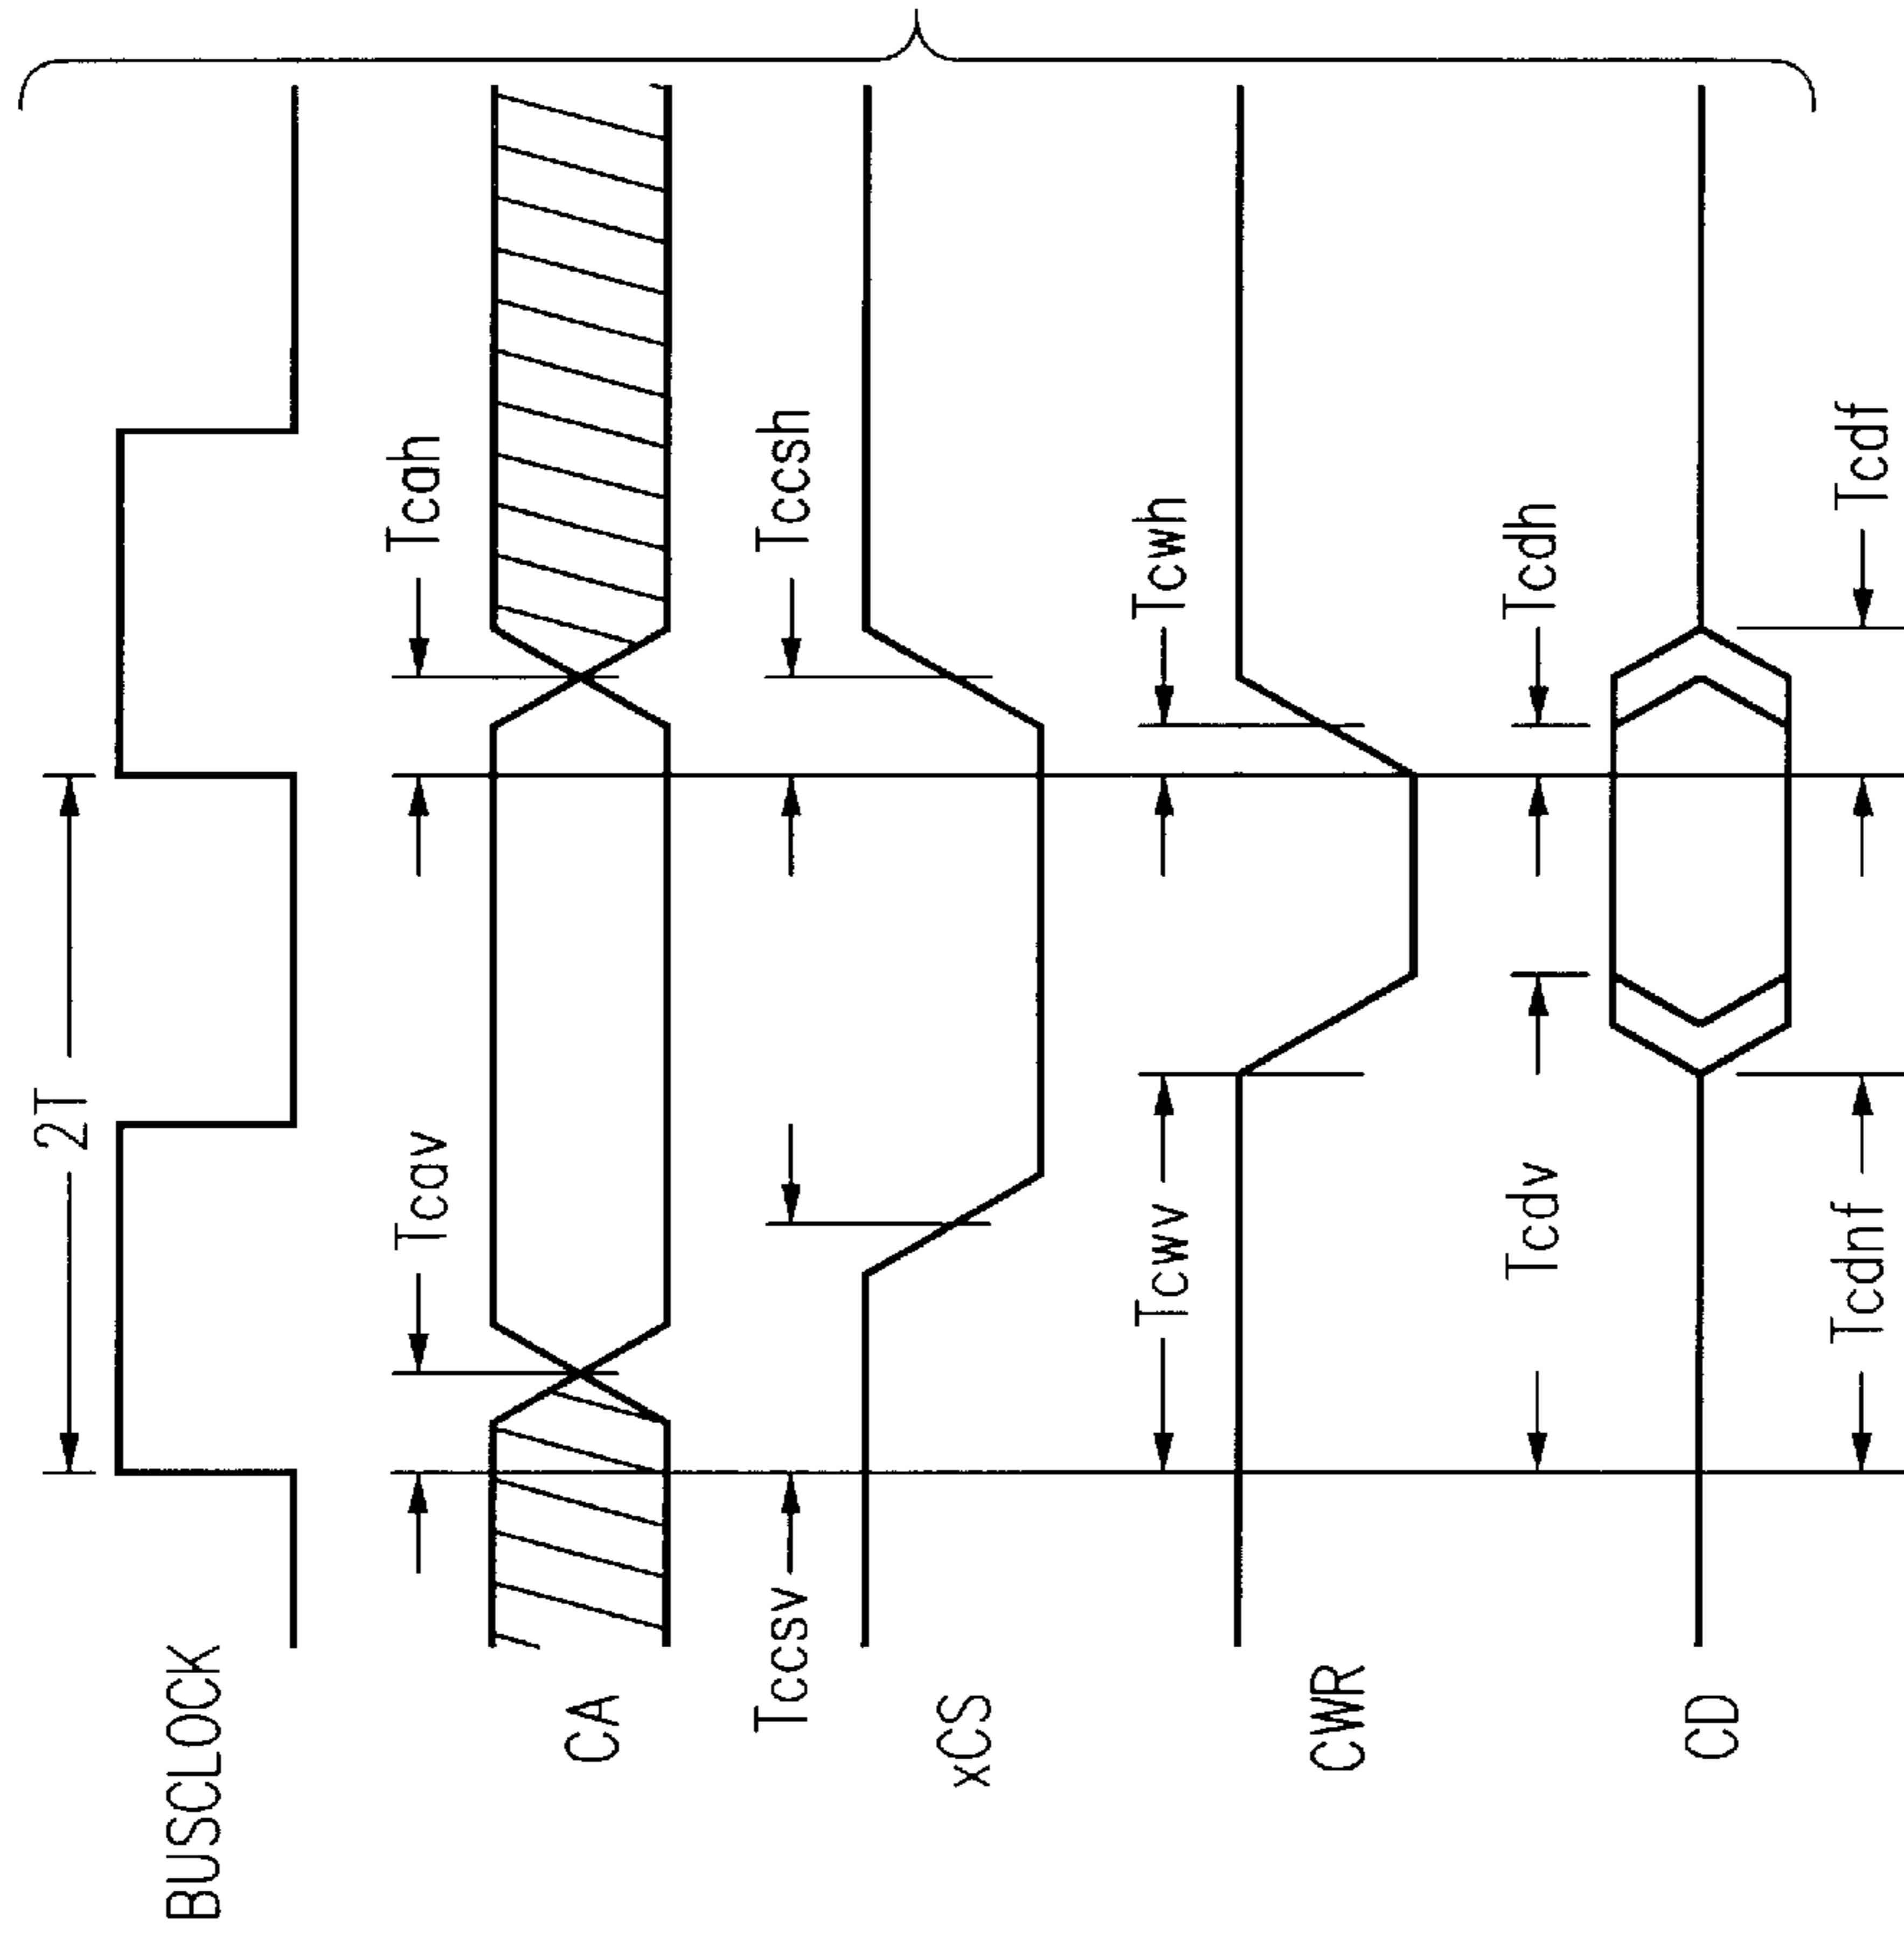 2T
BUSCLOCK
Tcav
Tcah
CA
Tccsv
Tccsh
xCS
Tcwv
Tcwh
CWR
Tcdv
Tcdh
CD
Tcdnf
Tcdf